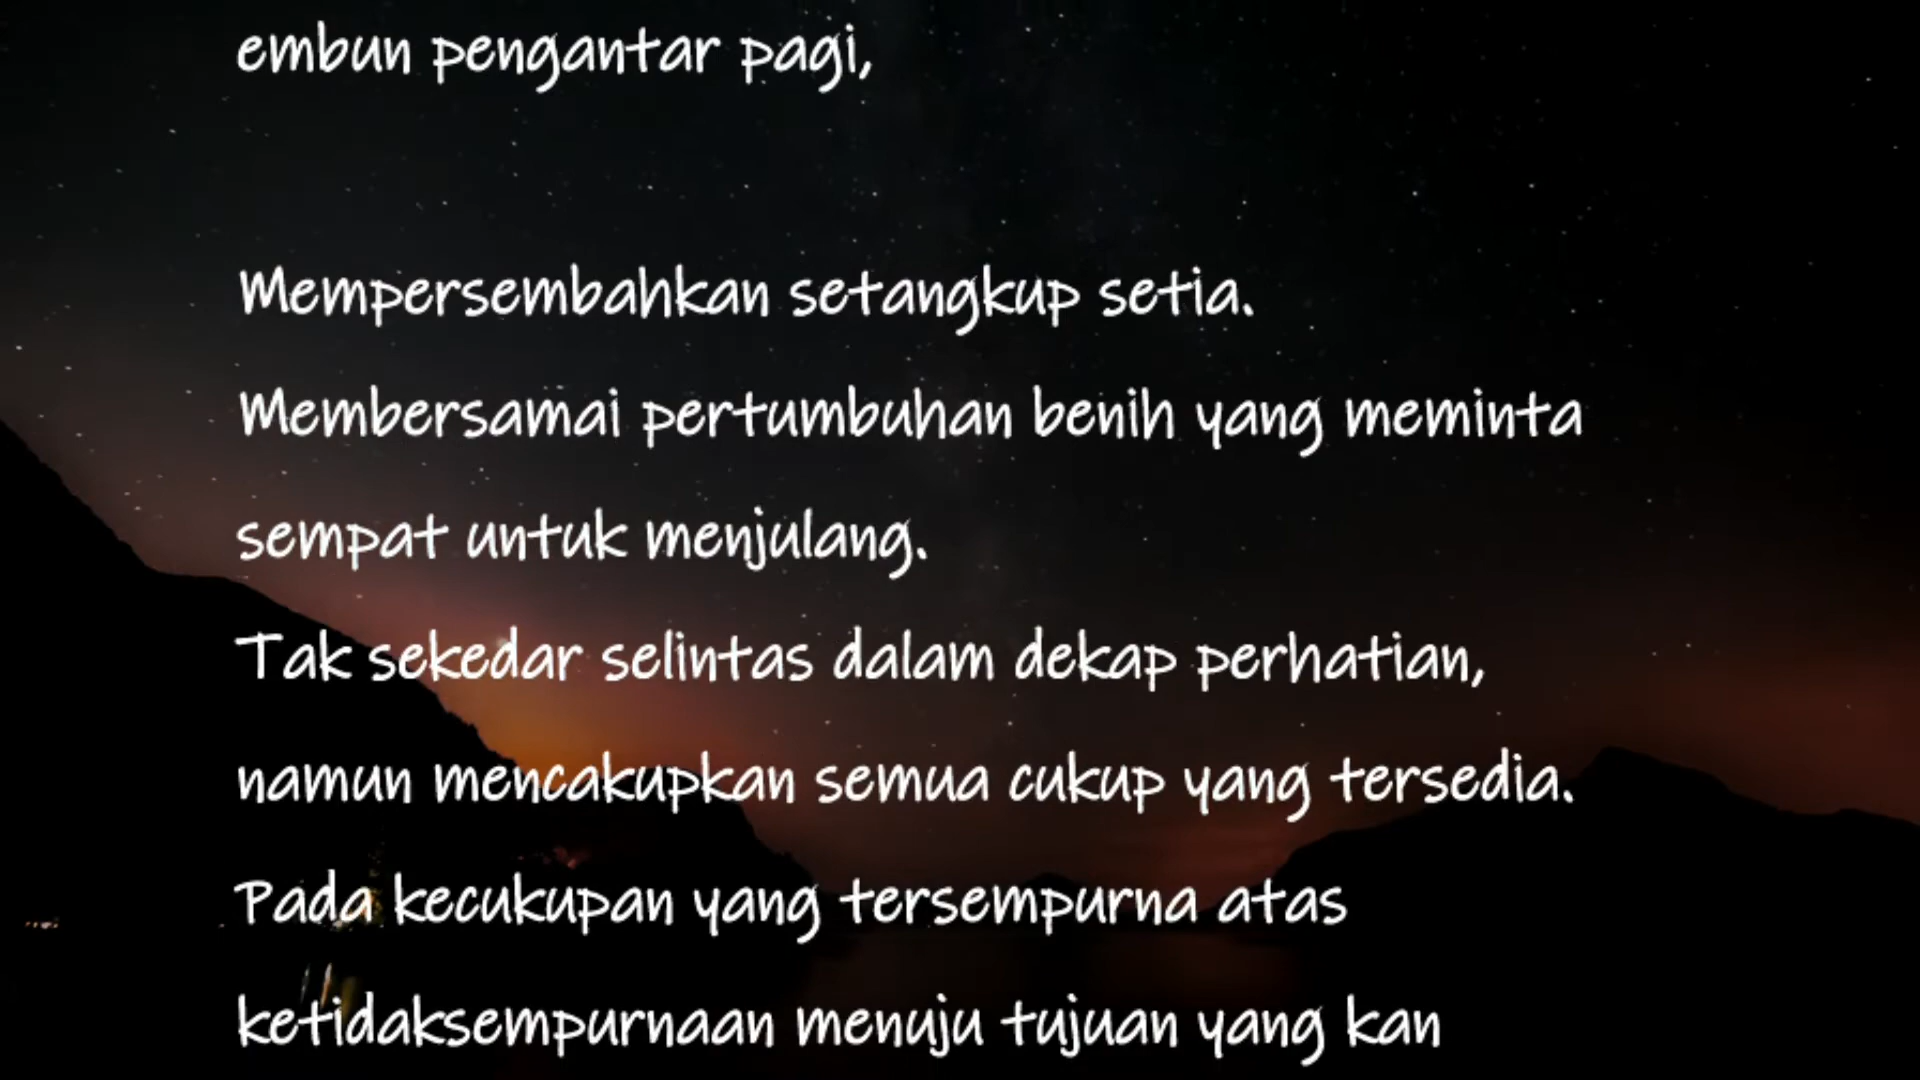 embun pengantar pagi,
Mempersembahkan setangkup setia.
Membersamai pertumbuhan benih yang meminta
sempat untuk menjulang.
Tak sekedar selintas dalam dekap perhatian,
namun mencakupkan semua cukup yang tersedia.
Pada kecukupan yang tersempurna atas
ketidaksempurnaan menuju tujuan yang kan